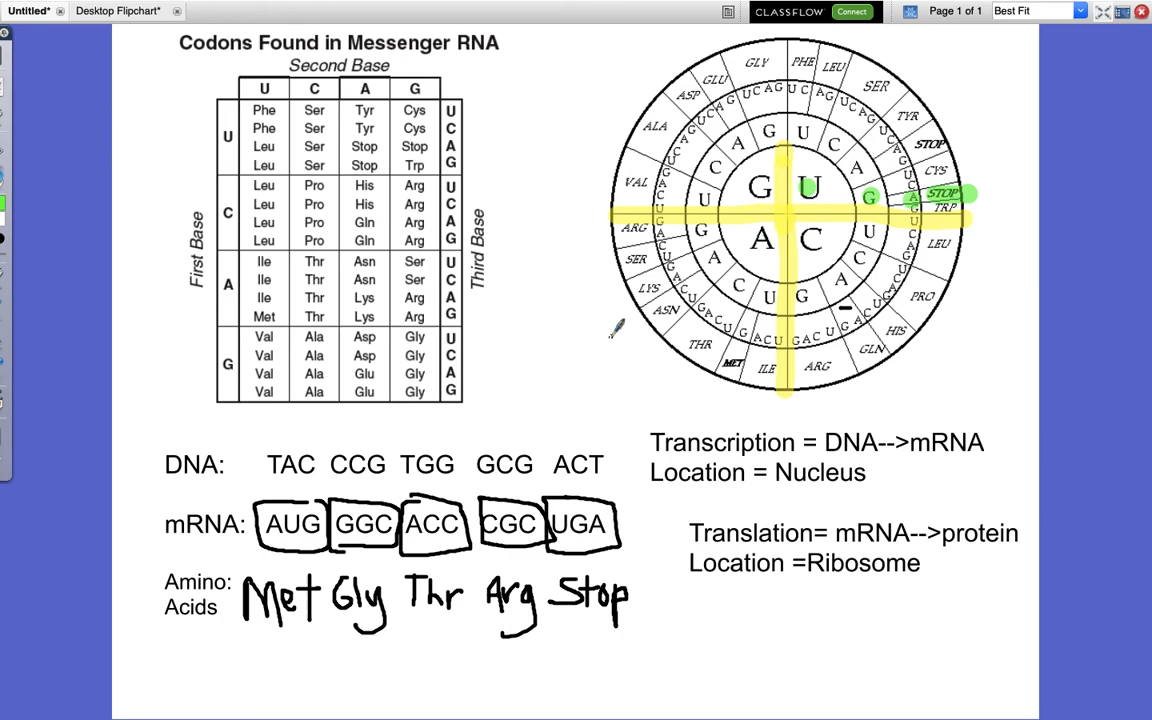 Untitled* Desktop Flipchart* CLASSFLOW Connect Page 1 of 1 Best Fit
Codons Found in Messenger RNA
Second Base
U C A G
First Base
Third Base
U
Phe Ser Tyr Cys U
Phe Ser Tyr Cys C
Leu Ser Stop Stop A
Leu Ser Stop Trp G
C
Leu Pro His Arg U
Leu Pro His Arg C
Leu Pro Gln Arg A
Leu Pro Gln Arg G
A
Ile Thr Asn Ser U
Ile Thr Asn Ser C
Ile Thr Lys Arg A
Met Thr Lys Arg G
G
Val Ala Asp Gly U
Val Ala Asp Gly C
Val Ala Glu Gly A
Val Ala Glu Gly G
G U
A C
U C A G
U C A G
U C A G
U C A G
PHE
LEU
SER
TYR
STOP
CYS
STOP
TRP
LEU
PRO
HIS
GLN
ARG
ILE
MET
THR
ASN
LYS
SER
ARG
VAL
ALA
ASP
GLU
GLY
DNA: TAC CCG TGG GCG ACT
mRNA: AUG GGC ACC CGC UGA
Amino: Met Gly Thr Arg Stop
Acids
Transcription = DNA-->mRNA
Location = Nucleus
Translation= mRNA-->protein
Location =Ribosome